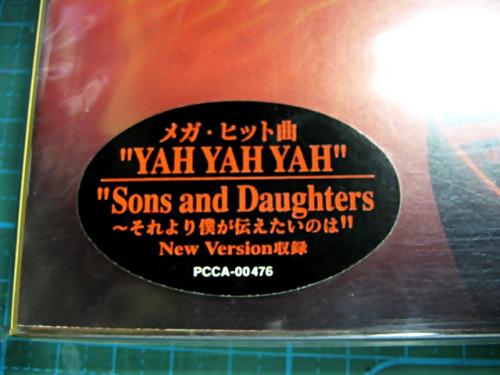 メガ・ヒット曲
"YAH YAH YAH"
"Sons and Daughters
～それより僕が伝えたいのは"
New Version収録
PCCA-00476